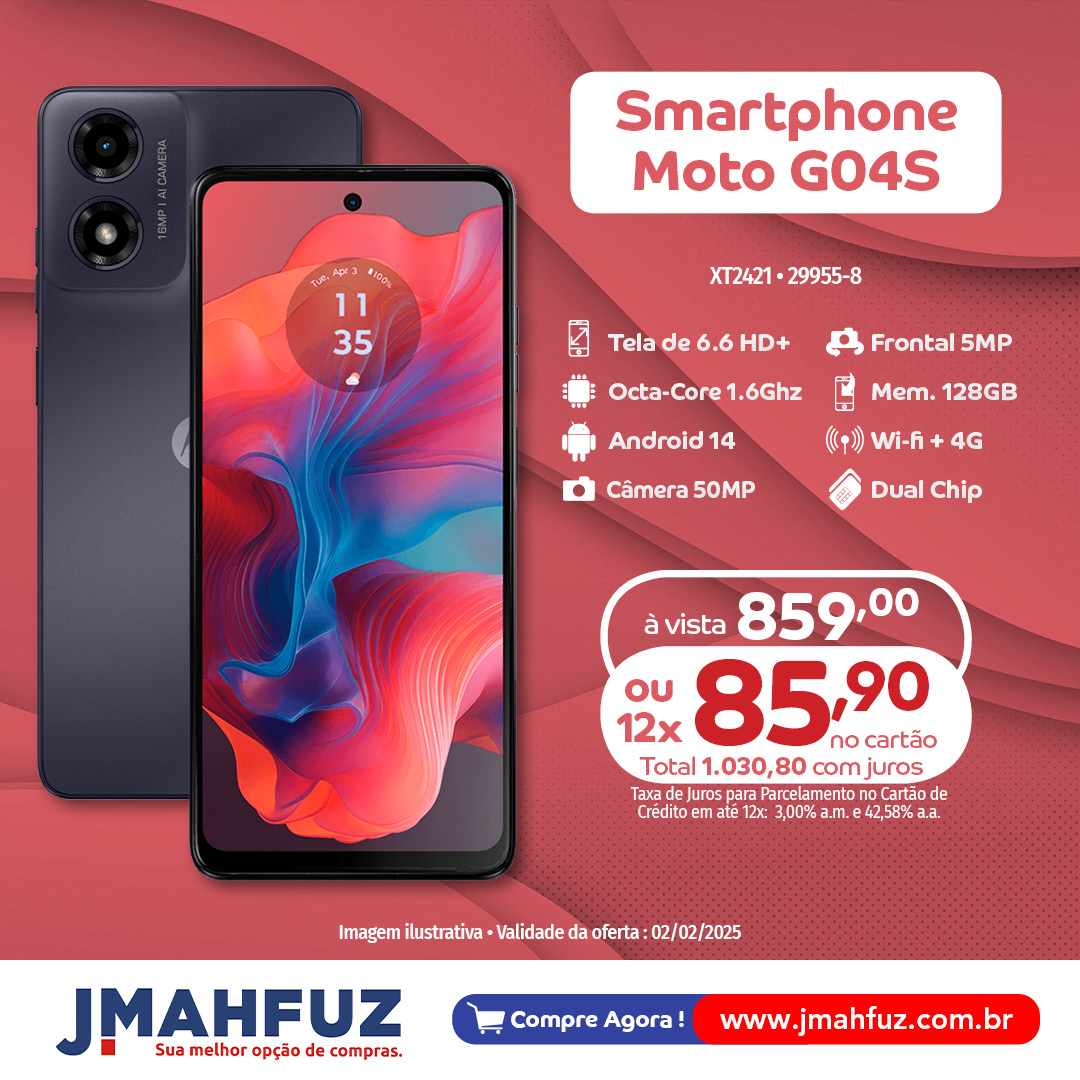 Smartphone
Moto G04S
XT2421 • 29955-8
Tela de 6.6 HD+
Octa-Core 1.6Ghz
Android 14
Câmera 50MP
Frontal 5MP
Mem. 128GB
Wi-fi + 4G
Dual Chip
à vista 859,00
ou 12x 85,90
no cartão
Total 1.030,80 com juros
Taxa de Juros para Parcelamento no Cartão de
Crédito em até 12x: 3,00% a.m. e 42,58% a.a.
16MP | AI CAMERA
Tue, Apr 3 100%
11
35
Imagem ilustrativa • Validade da oferta : 02/02/2025
JMAHFUZ
Sua melhor opção de compras.
Compre Agora !
www.jmahfuz.com.br